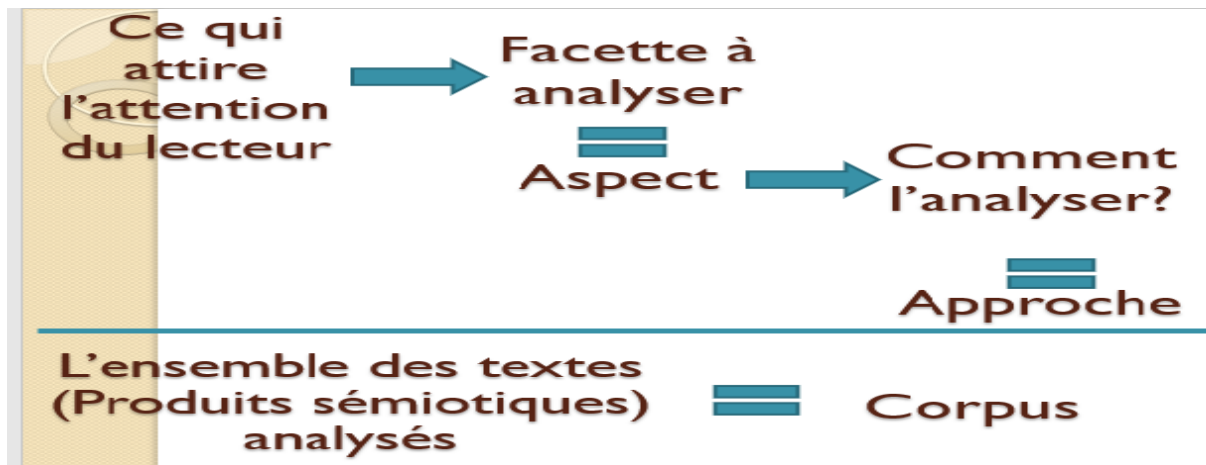 Ce qui
attire
l'attention
du lecteur
Facette à
analyser
Aspect
Comment
l'analyser?
Approche
L'ensemble des textes
(Produits sémiotiques)
analysés
Corpus